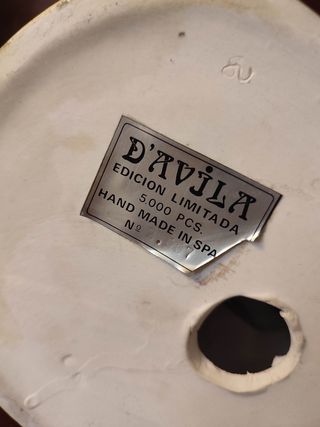 D'AVILA
EDICION LIMITADA
5000 PCS.
HAND MADE IN SPA
Nº